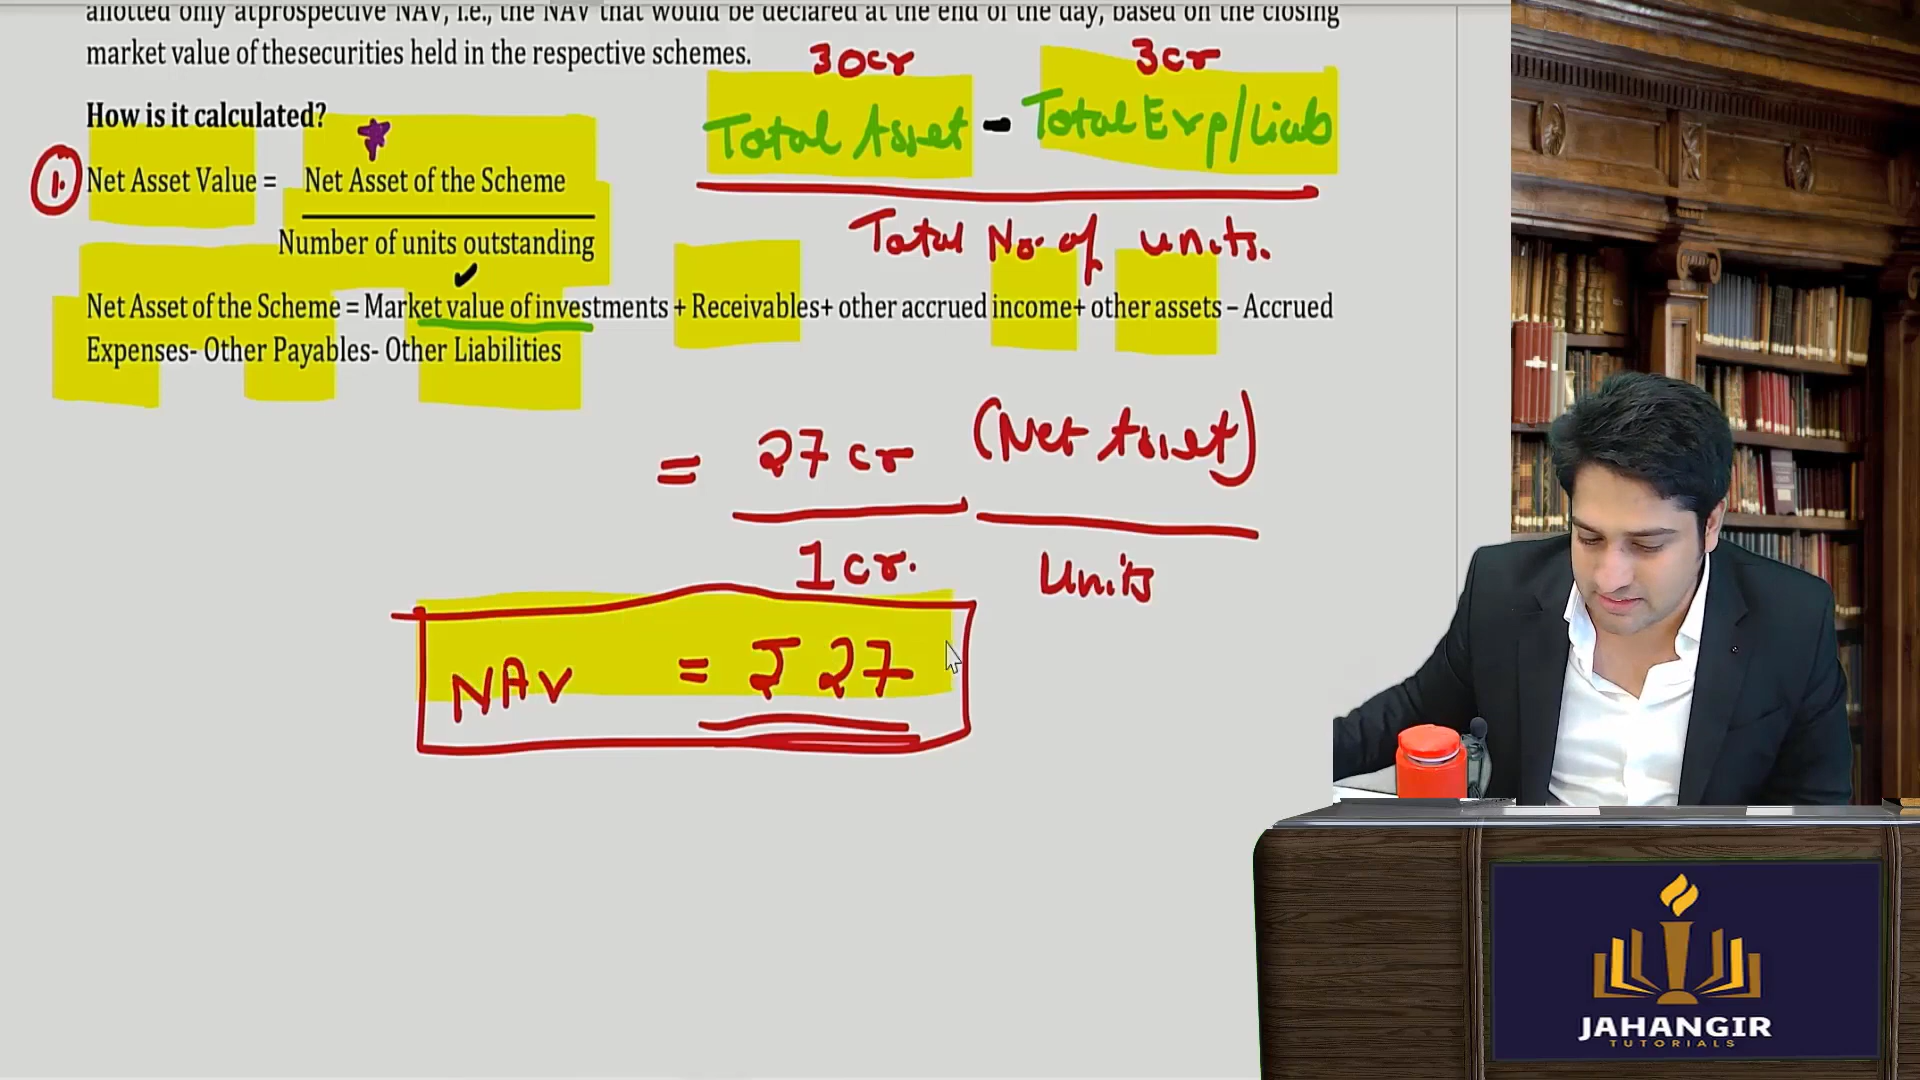 allotted only atprospective NAV, i.e., the NAV that would be declared at the end of the day, based on the closing
market value of thesecurities held in the respective schemes.
30cr 3cr
How is it calculated?
Total Asset - Total Exp/Liab
1. Net Asset Value = Net Asset of the Scheme
Number of units outstanding
Total No. of units.
Net Asset of the Scheme = Market value of investments + Receivables+ other accrued income+ other assets – Accrued
Expenses- Other Payables- Other Liabilities
= 27 cr (Net Asset)
1 cr. Units
NAV = ₹ 27
JAHANGIR
TUTORIALS